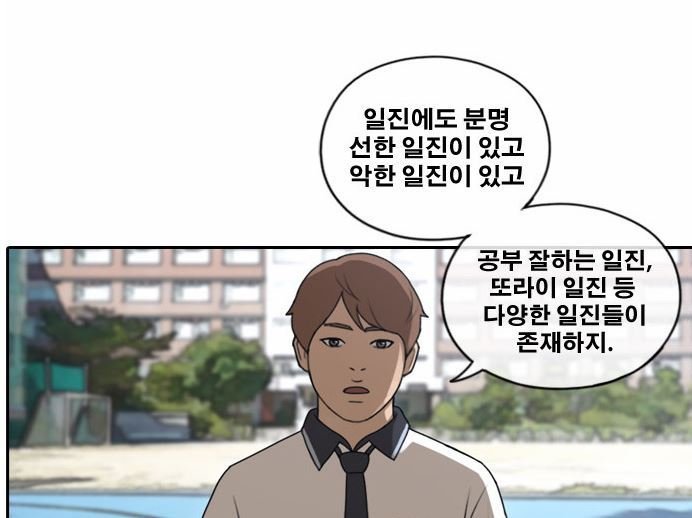 일진에도 분명
선한 일진이 있고
악한 일진이 있고
공부 잘하는 일진,
또라이 일진 등
다양한 일진들이
존재하지.